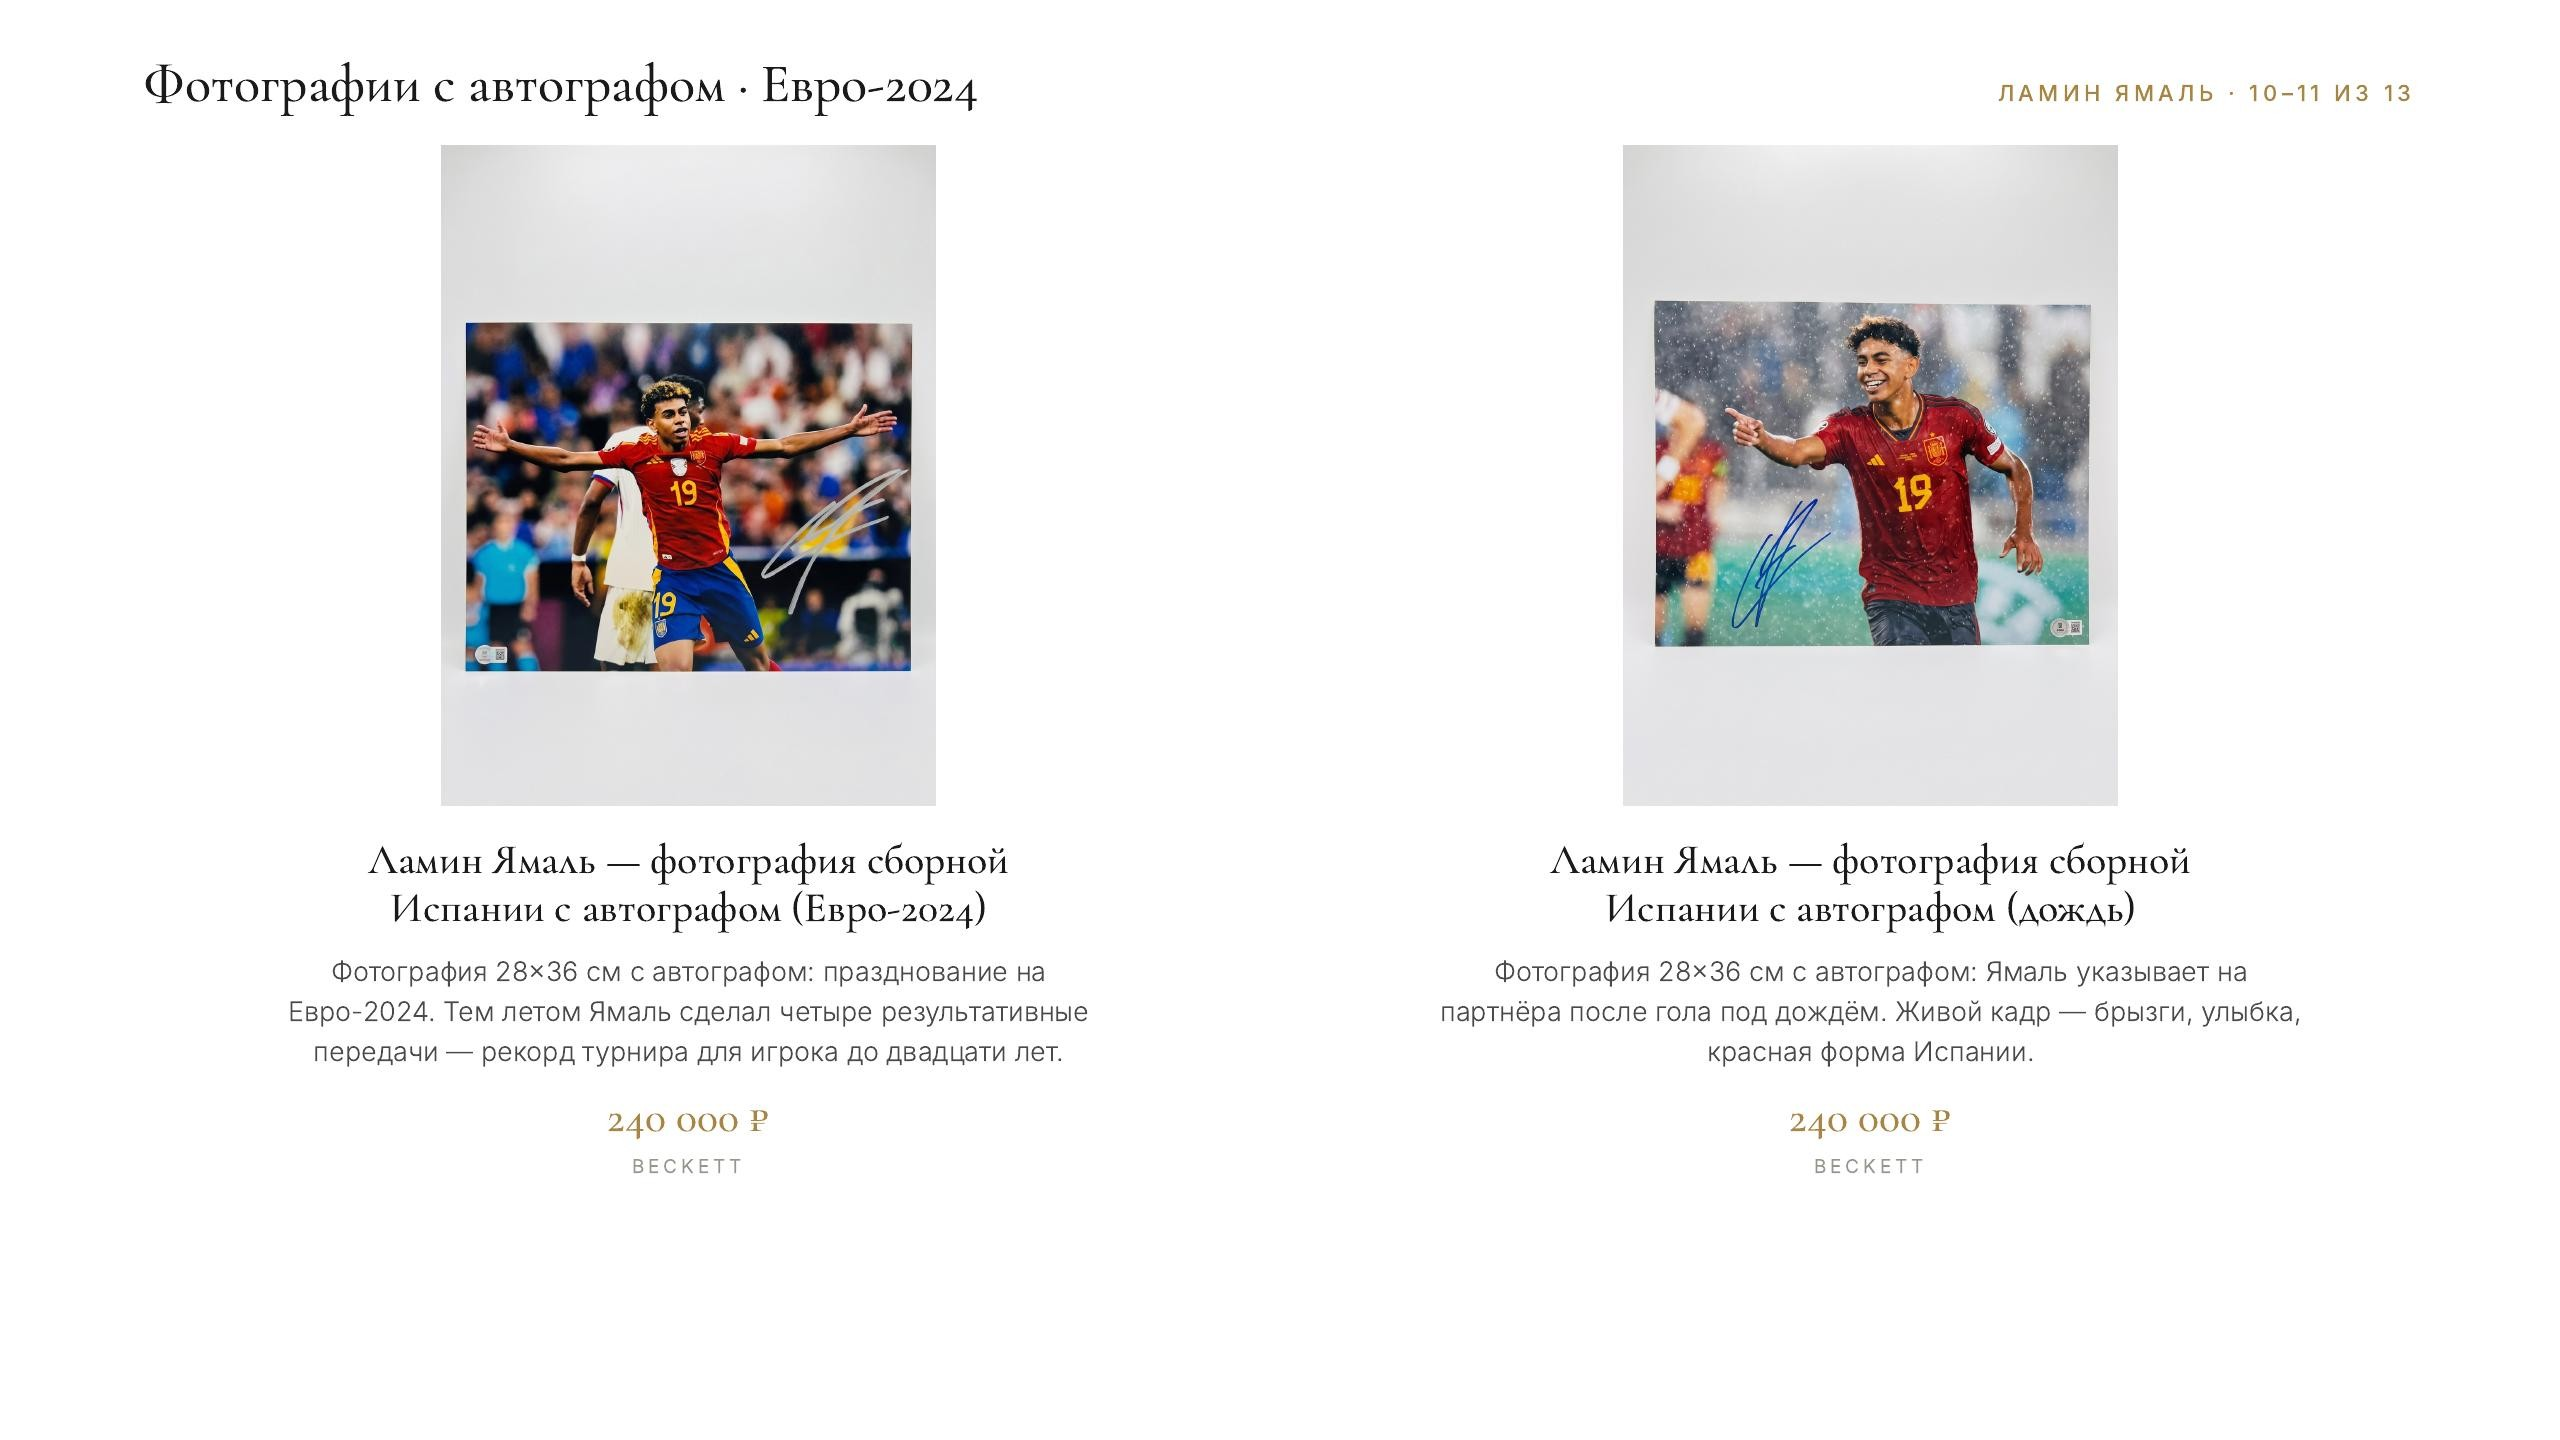 Фотографии с автографом · Евро-2024
ЛАМИН ЯМАЛЬ · 10–11 ИЗ 13
19
19
19
Ламин Ямаль — фотография сборной
Испании с автографом (Евро-2024)
Фотография 28×36 см с автографом: празднование на
Евро-2024. Тем летом Ямаль сделал четыре результативные
передачи — рекорд турнира для игрока до двадцати лет.
240 000 ₽
BECKETT
Ламин Ямаль — фотография сборной
Испании с автографом (дождь)
Фотография 28×36 см с автографом: Ямаль указывает на
партнёра после гола под дождём. Живой кадр — брызги, улыбка,
красная форма Испании.
240 000 ₽
BECKETT